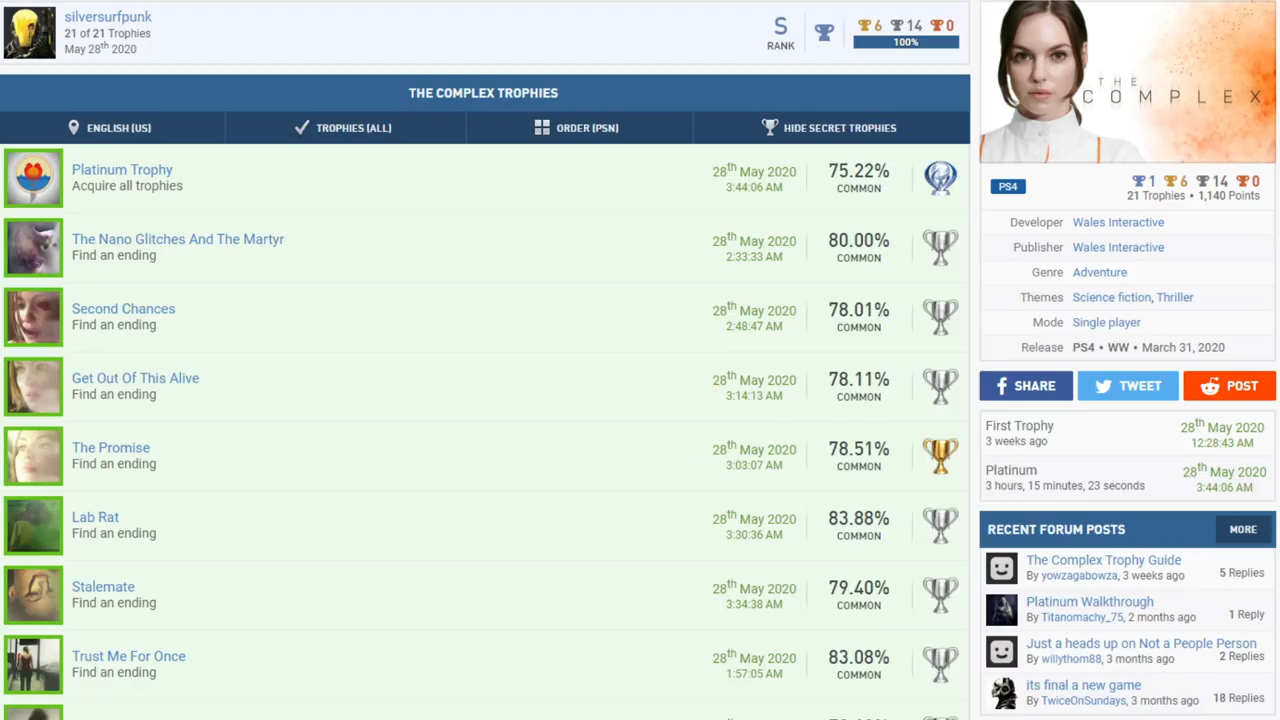 silversurfpunk
21 of 21 Trophies
May 28th 2020
S
RANK
6 14 0
100%
THE COMPLEX TROPHIES
ENGLISH (US)
TROPHIES (ALL)
ORDER (PSN)
HIDE SECRET TROPHIES
Platinum Trophy
Acquire all trophies
28th May 2020
3:44:06 AM
75.22%
COMMON
The Nano Glitches And The Martyr
Find an ending
28th May 2020
2:33:33 AM
80.00%
COMMON
Second Chances
Find an ending
28th May 2020
2:48:47 AM
78.01%
COMMON
Get Out Of This Alive
Find an ending
28th May 2020
3:14:13 AM
78.11%
COMMON
The Promise
Find an ending
28th May 2020
3:03:07 AM
78.51%
COMMON
Lab Rat
Find an ending
28th May 2020
3:30:36 AM
83.88%
COMMON
Stalemate
Find an ending
28th May 2020
3:34:38 AM
79.40%
COMMON
Trust Me For Once
Find an ending
28th May 2020
1:57:05 AM
83.08%
COMMON
THE
COMPLEX
PS4
1 6 14 0
21 Trophies • 1,140 Points
Developer Wales Interactive
Publisher Wales Interactive
Genre Adventure
Themes Science fiction, Thriller
Mode Single player
Release PS4 • WW • March 31, 2020
SHARE
TWEET
POST
First Trophy
3 weeks ago
28th May 2020
12:28:43 AM
Platinum
3 hours, 15 minutes, 23 seconds
28th May 2020
3:44:06 AM
RECENT FORUM POSTS
MORE
The Complex Trophy Guide
By yowzagabowza, 3 weeks ago
5 Replies
Platinum Walkthrough
By Titanomachy_75, 2 months ago
1 Reply
Just a heads up on Not a People Person
By willythom88, 3 months ago
2 Replies
its final a new game
By TwiceOnSundays, 3 months ago
18 Replies